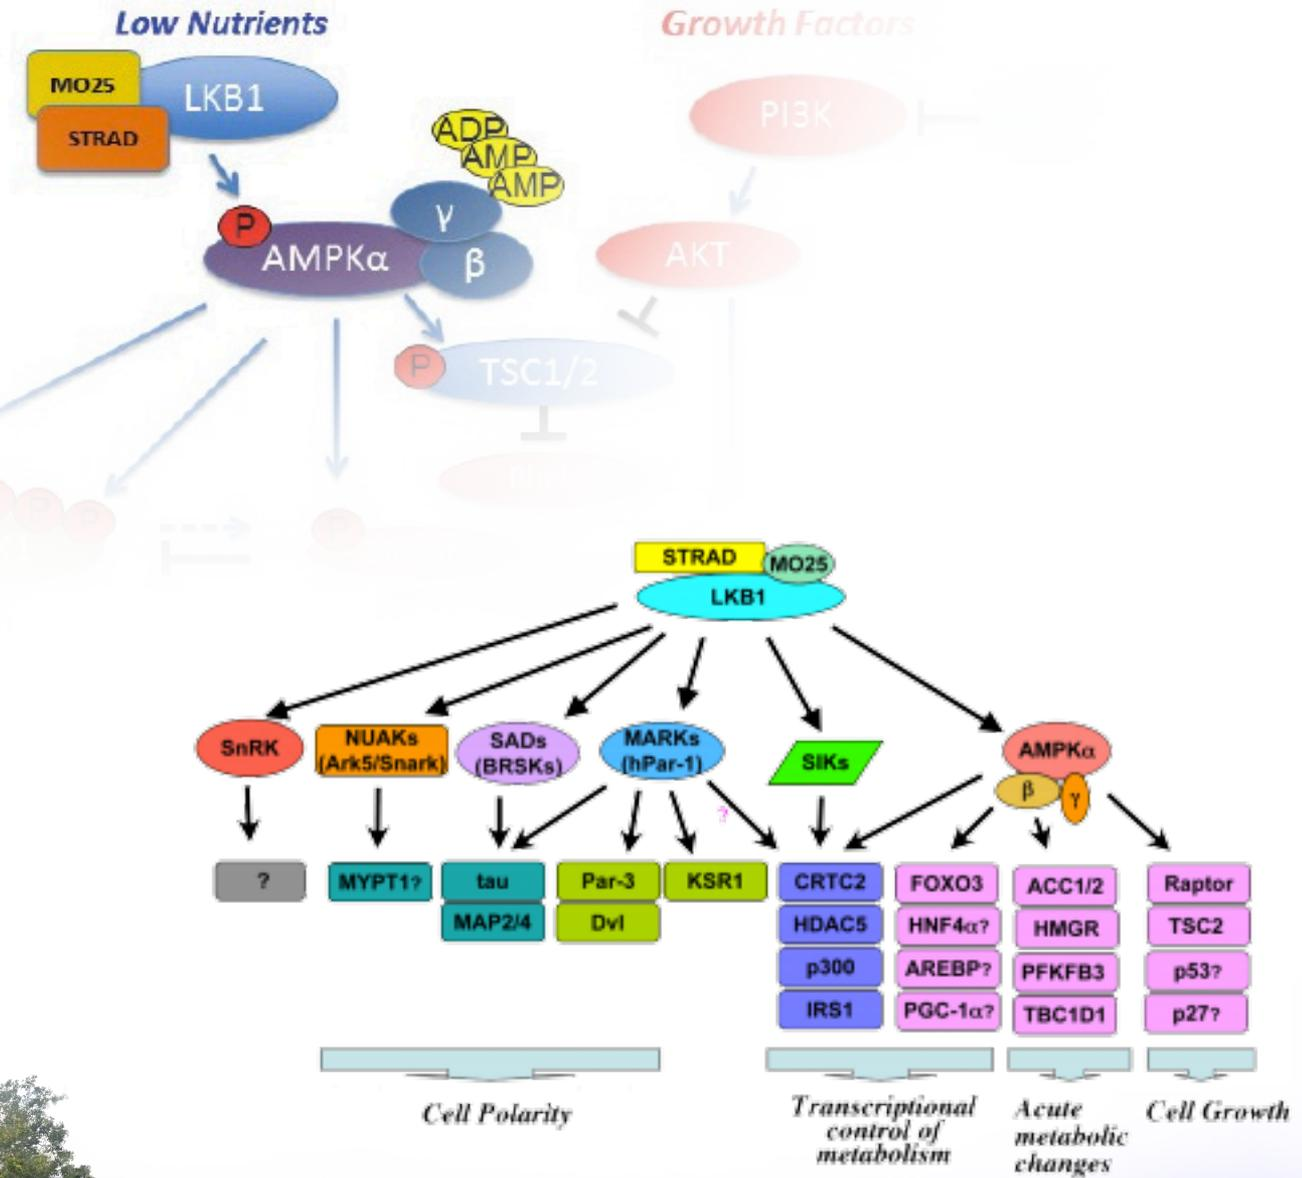 Low Nutrients
Growth Factors
MO25
LKB1
STRAD
PI3K
ADP
AMP
AMP
P
γ
AMPKα
β
AKT
P
TSC1/2
P
P
P
STRAD
MO25
LKB1
SnRK
NUAKs
(Ark5/Snark)
SADs
(BRSKs)
MARKs
(hPar-1)
SIKs
AMPKα
β
γ
?
?
MYPT1?
tau
MAP2/4
Par-3
Dvl
KSR1
CRTC2
HDAC5
p300
IRS1
FOXO3
HNF4α?
AREBP?
PGC-1α?
ACC1/2
HMGR
PFKFB3
TBC1D1
Raptor
TSC2
p53?
p27?
Cell Polarity
Transcriptional
control of
metabolism
Acute
metabolic
changes
Cell Growth